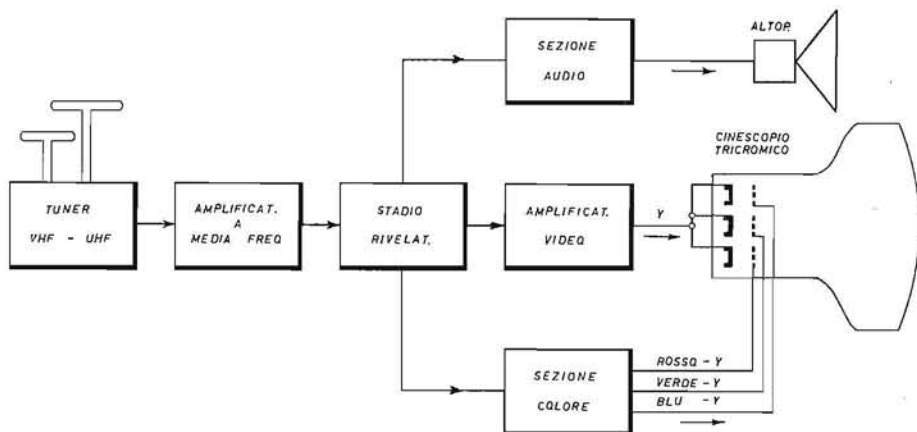 SEZIONE
AUDIO
ALTOP.
CINESCOPIO
TRICROMICO
TUNER
VHF - UHF
AMPLIFICAT.
A
MEDIA FREQ
STADIO
RIVELAT.
AMPLIFICAT.
VIDEO
Y
SEZIONE
COLORE
ROSSO - Y
VERDE - Y
BLU - Y